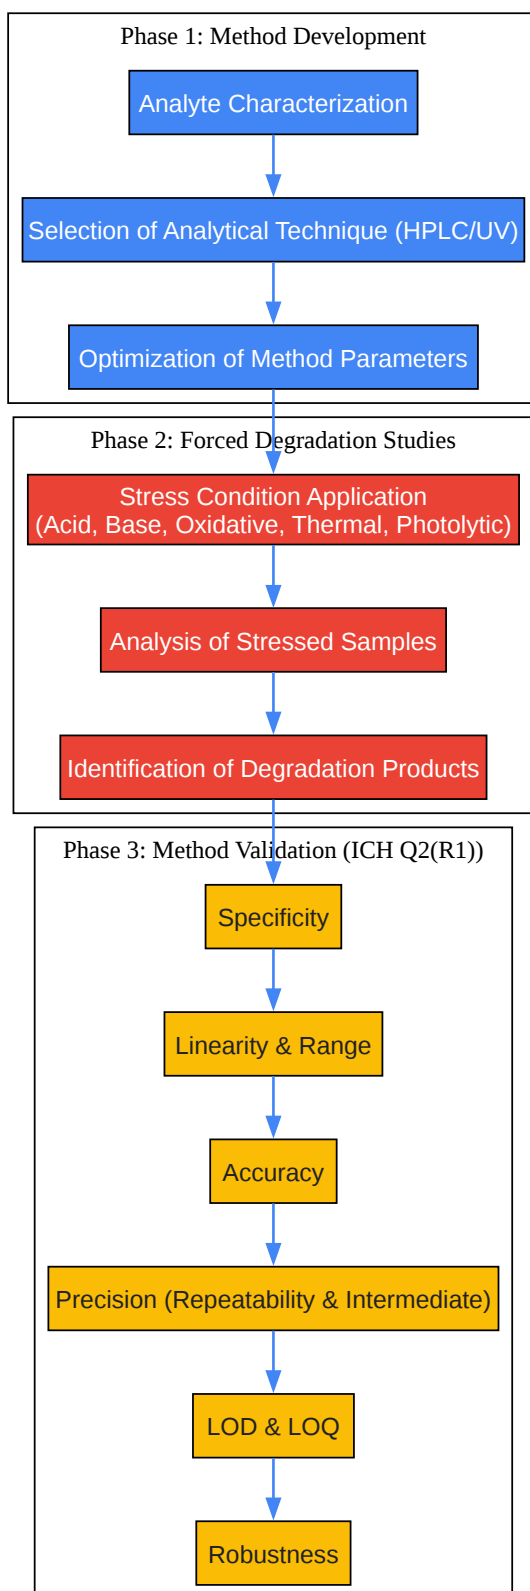 Phase 1: Method Development
Analyte Characterization
Selection of Analytical Technique (HPLC/UV)
Optimization of Method Parameters
Phase 2: Forced Degradation Studies
Stress Condition Application
(Acid, Base, Oxidative, Thermal, Photolytic)
Analysis of Stressed Samples
Identification of Degradation Products
Phase 3: Method Validation (ICH Q2(R1))
Specificity
Linearity & Range
Accuracy
Precision (Repeatability & Intermediate)
LOD & LOQ
Robustness